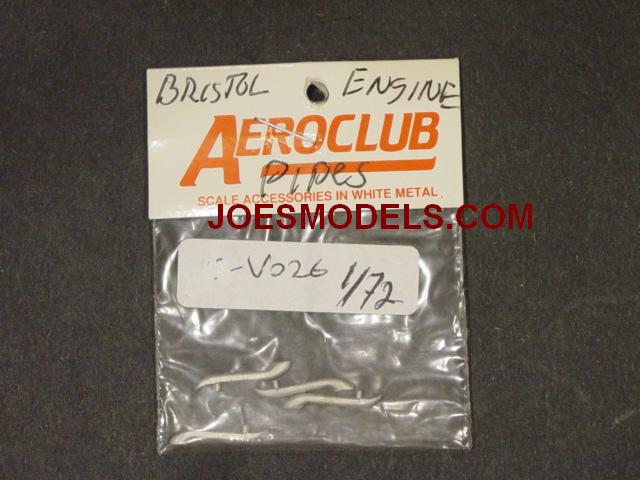 BRISTOL ENGINE
AEROCLUB
pipes
SCALE ACCESSORIES IN WHITE METAL
JOESMODELS.COM
-V026 1/72